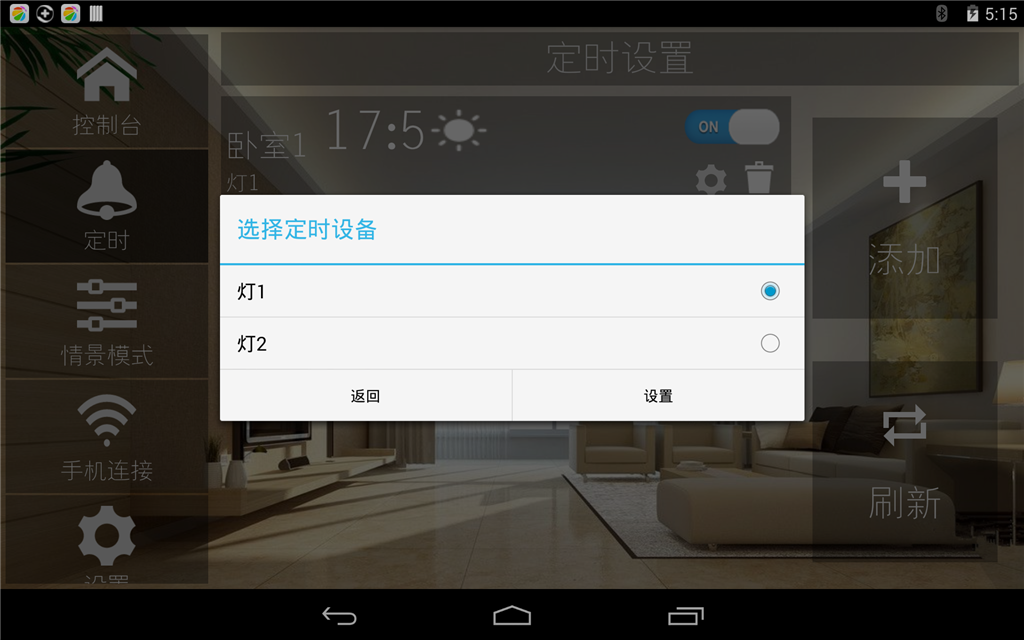 5:15
定时设置
控制台
定时
情景模式
手机连接
设置
卧室1
17:5
ON
灯1
添加
刷新
选择定时设备
灯1
灯2
返回
设置